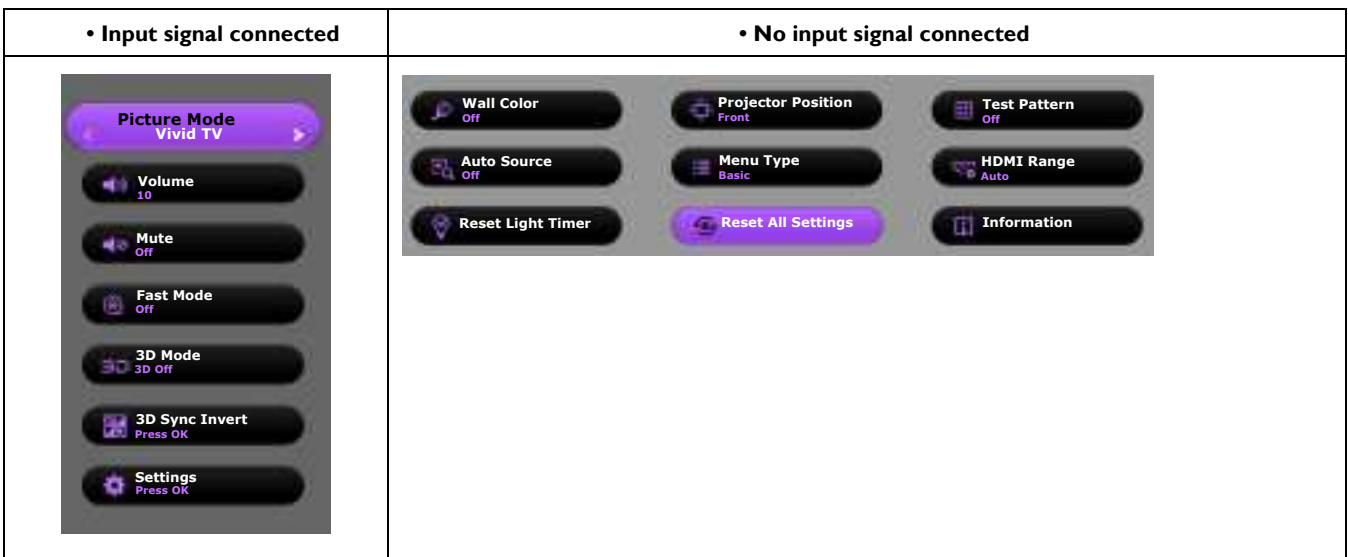 • Input signal connected
• No input signal connected
Picture Mode
Vivid TV
Volume
10
Mute
Off
Fast Mode
Off
3D Mode
3D Off
3D Sync Invert
Press OK
Settings
Press OK
Wall Color
Off
Projector Position
Front
Test Pattern
Off
Auto Source
Off
Menu Type
Basic
HDMI Range
Auto
Reset Light Timer
Reset All Settings
Information